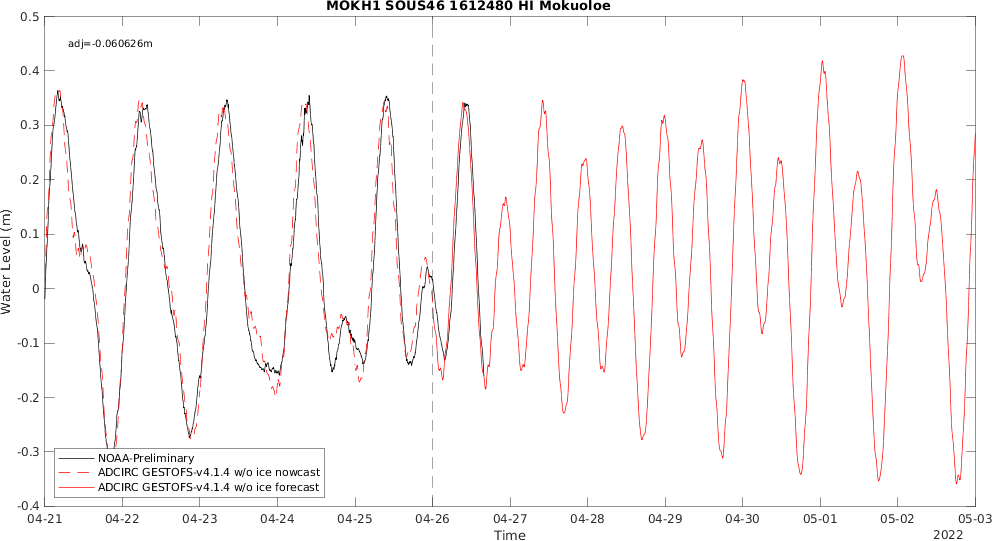 MOKH1 SOUS46 1612480 HI Mokuoloe
adj=-0.060626m
Water Level (m)
0.5
0.4
0.3
0.2
0.1
0
-0.1
-0.2
-0.3
-0.4
NOAA-Preliminary
ADCIRC GESTOFS-v4.1.4 w/o ice nowcast
ADCIRC GESTOFS-v4.1.4 w/o ice forecast
04-21 04-22 04-23 04-24 04-25 04-26 04-27 04-28 04-29 04-30 05-01 05-02 05-03
Time
2022